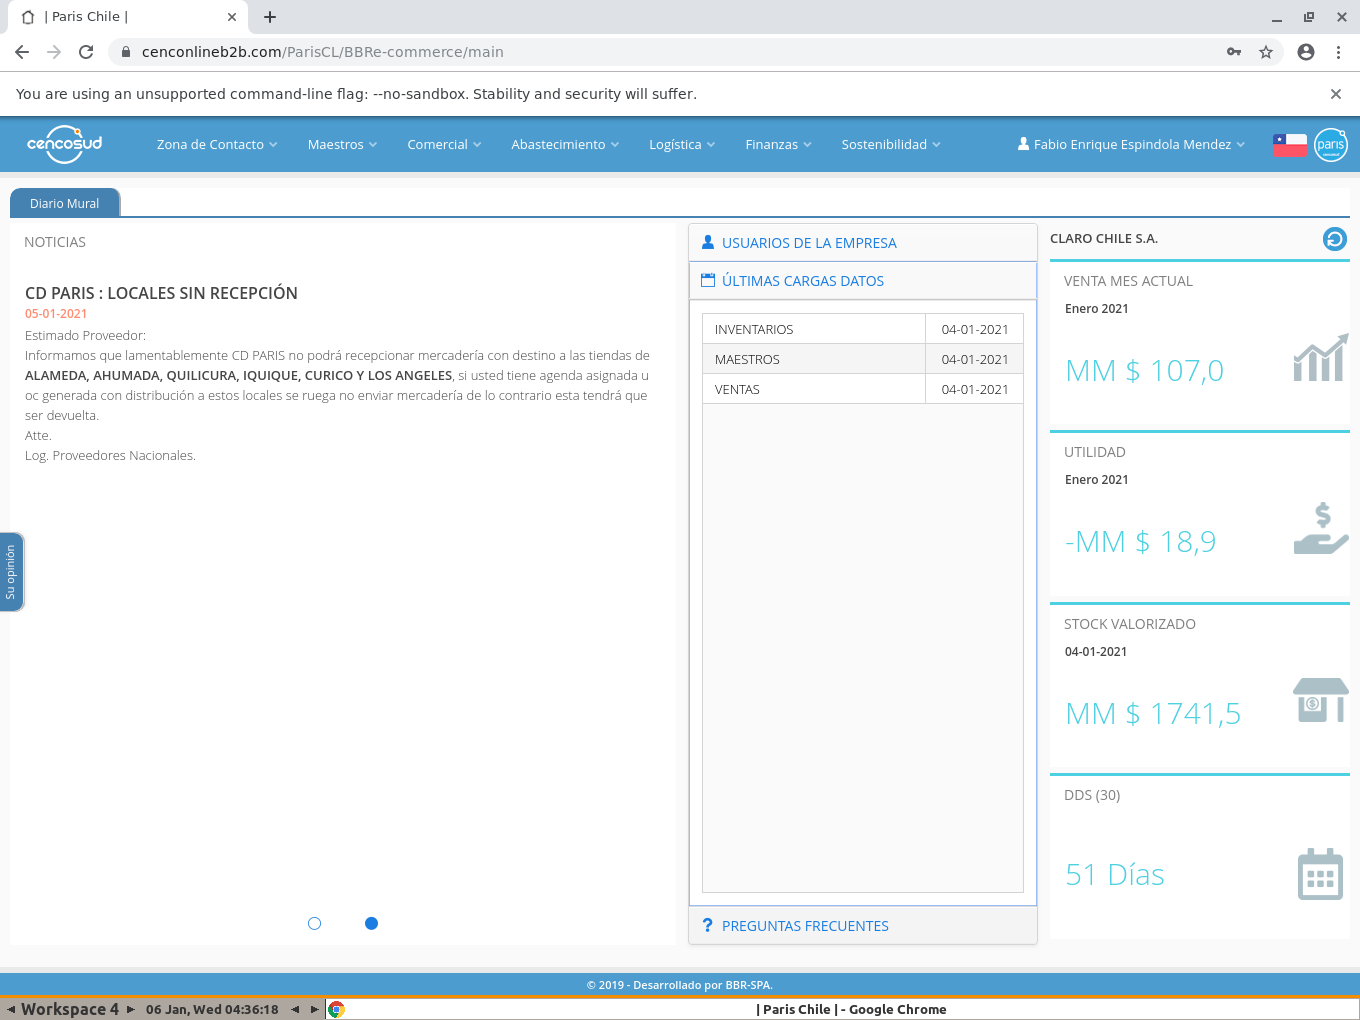 | Paris Chile |
cenconlineb2b.com/ParisCL/BBRe-commerce/main
You are using an unsupported command-line flag: --no-sandbox. Stability and security will suffer.
cencosud
Zona de Contacto
Maestros
Comercial
Abastecimiento
Logística
Finanzas
Sostenibilidad
Fabio Enrique Espindola Mendez
paris
Diario Mural
NOTICIAS
CD PARIS : LOCALES SIN RECEPCIÓN
05-01-2021
Estimado Proveedor:
Informamos que lamentablemente CD PARIS no podrá recepcionar mercadería con destino a las tiendas de
ALAMEDA, AHUMADA, QUILICURA, IQUIQUE, CURICO Y LOS ANGELES, si usted tiene agenda asignada u
oc generada con distribución a estos locales se ruega no enviar mercadería de lo contrario esta tendrá que
ser devuelta.
Atte.
Log. Proveedores Nacionales.
Su opinión
USUARIOS DE LA EMPRESA
ÚLTIMAS CARGAS DATOS
INVENTARIOS 04-01-2021
MAESTROS 04-01-2021
VENTAS 04-01-2021
PREGUNTAS FRECUENTES
CLARO CHILE S.A.
VENTA MES ACTUAL
Enero 2021
MM $ 107,0
UTILIDAD
Enero 2021
-MM $ 18,9
STOCK VALORIZADO
04-01-2021
MM $ 1741,5
DDS (30)
51 Días
© 2019 - Desarrollado por BBR-SPA.
Workspace 4
06 Jan, Wed 04:36:18
| Paris Chile | - Google Chrome